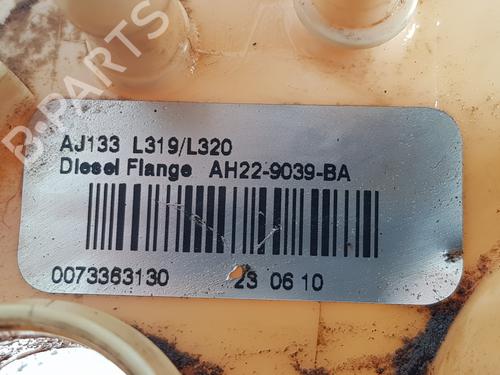 B-PARTS
AJ133 L319/L320
Diesel Flange AH22-9039-BA
0073363130 23 06 10